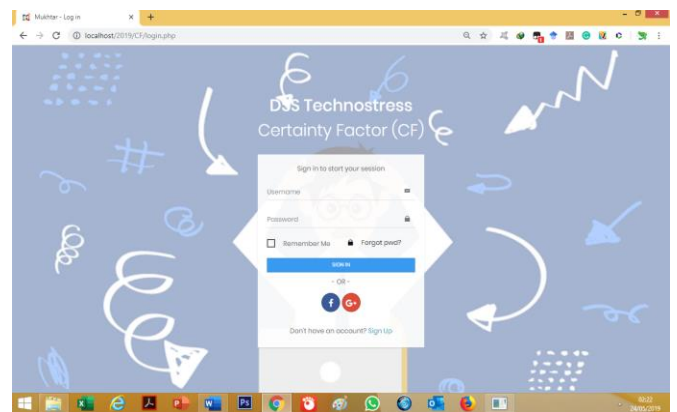 Mukhtar - Log in
localhost/2019/CF/login.php
DSS Technostress
Certainty Factor (CF)
Sign in to start your session
Username
Password
Remember Me
Forgot pwd?
SIGN IN
- OR -
f G+
Don't have an account? Sign Up
02:22
24/05/2019